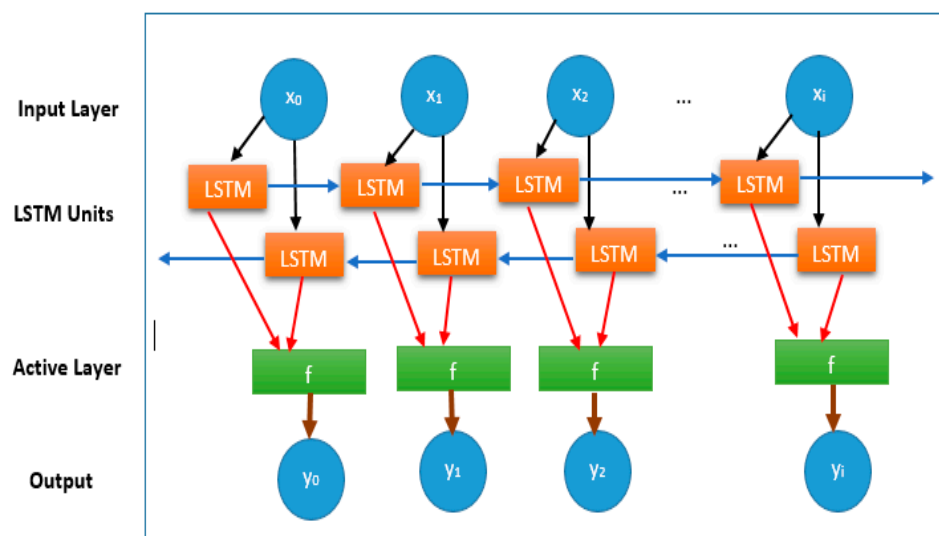 Input Layer
x₀ x₁ x₂ ... xᵢ
LSTM LSTM LSTM ... LSTM
LSTM Units
LSTM LSTM LSTM ... LSTM
Active Layer
f f f f
Output
y₀ y₁ y₂ yᵢ